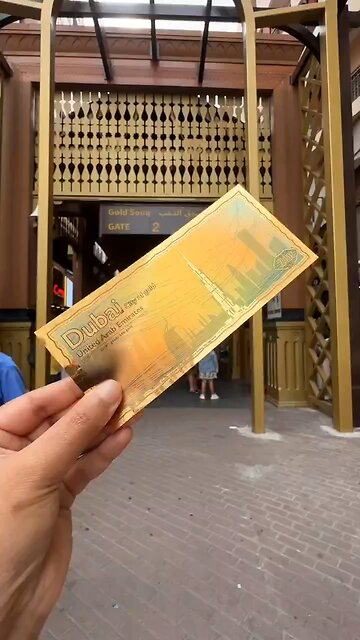 Gold Souq سوق الذهب
GATE 2
Dubai
United Arab Emirates